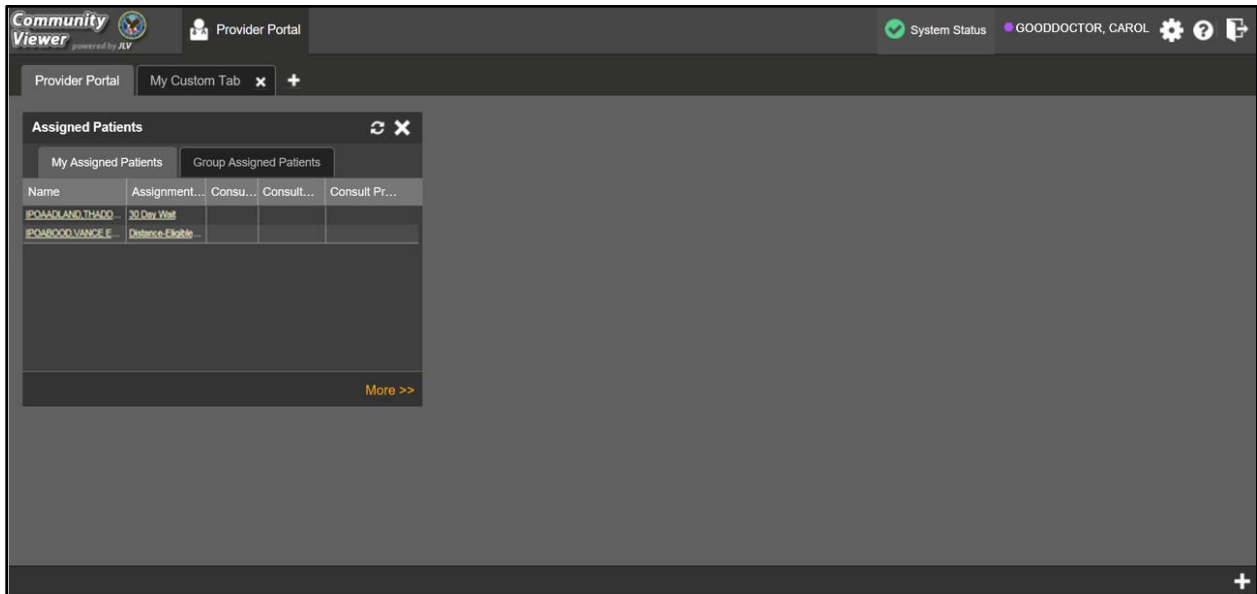 Community Viewer powered by JLV
Provider Portal
System Status
GOODDOCTOR, CAROL
Provider Portal
My Custom Tab
Assigned Patients
My Assigned Patients
Group Assigned Patients
Name Assignment... Consu... Consult... Consult Pr...
IPOAADLAND,THADD... 30 Day Wait
IPOABOOD,VANCE E... Distance-Eligible...
More >>